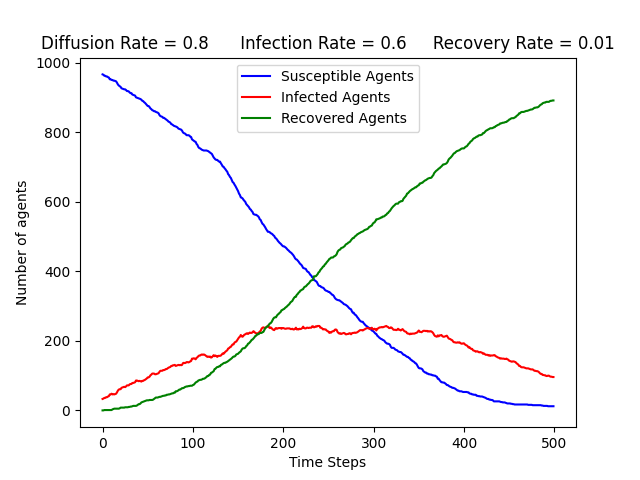 Diffusion Rate = 0.8 Infection Rate = 0.6 Recovery Rate = 0.01
Susceptible Agents
Infected Agents
Recovered Agents
Number of agents
1000
800
600
400
200
0
0 100 200 300 400 500
Time Steps